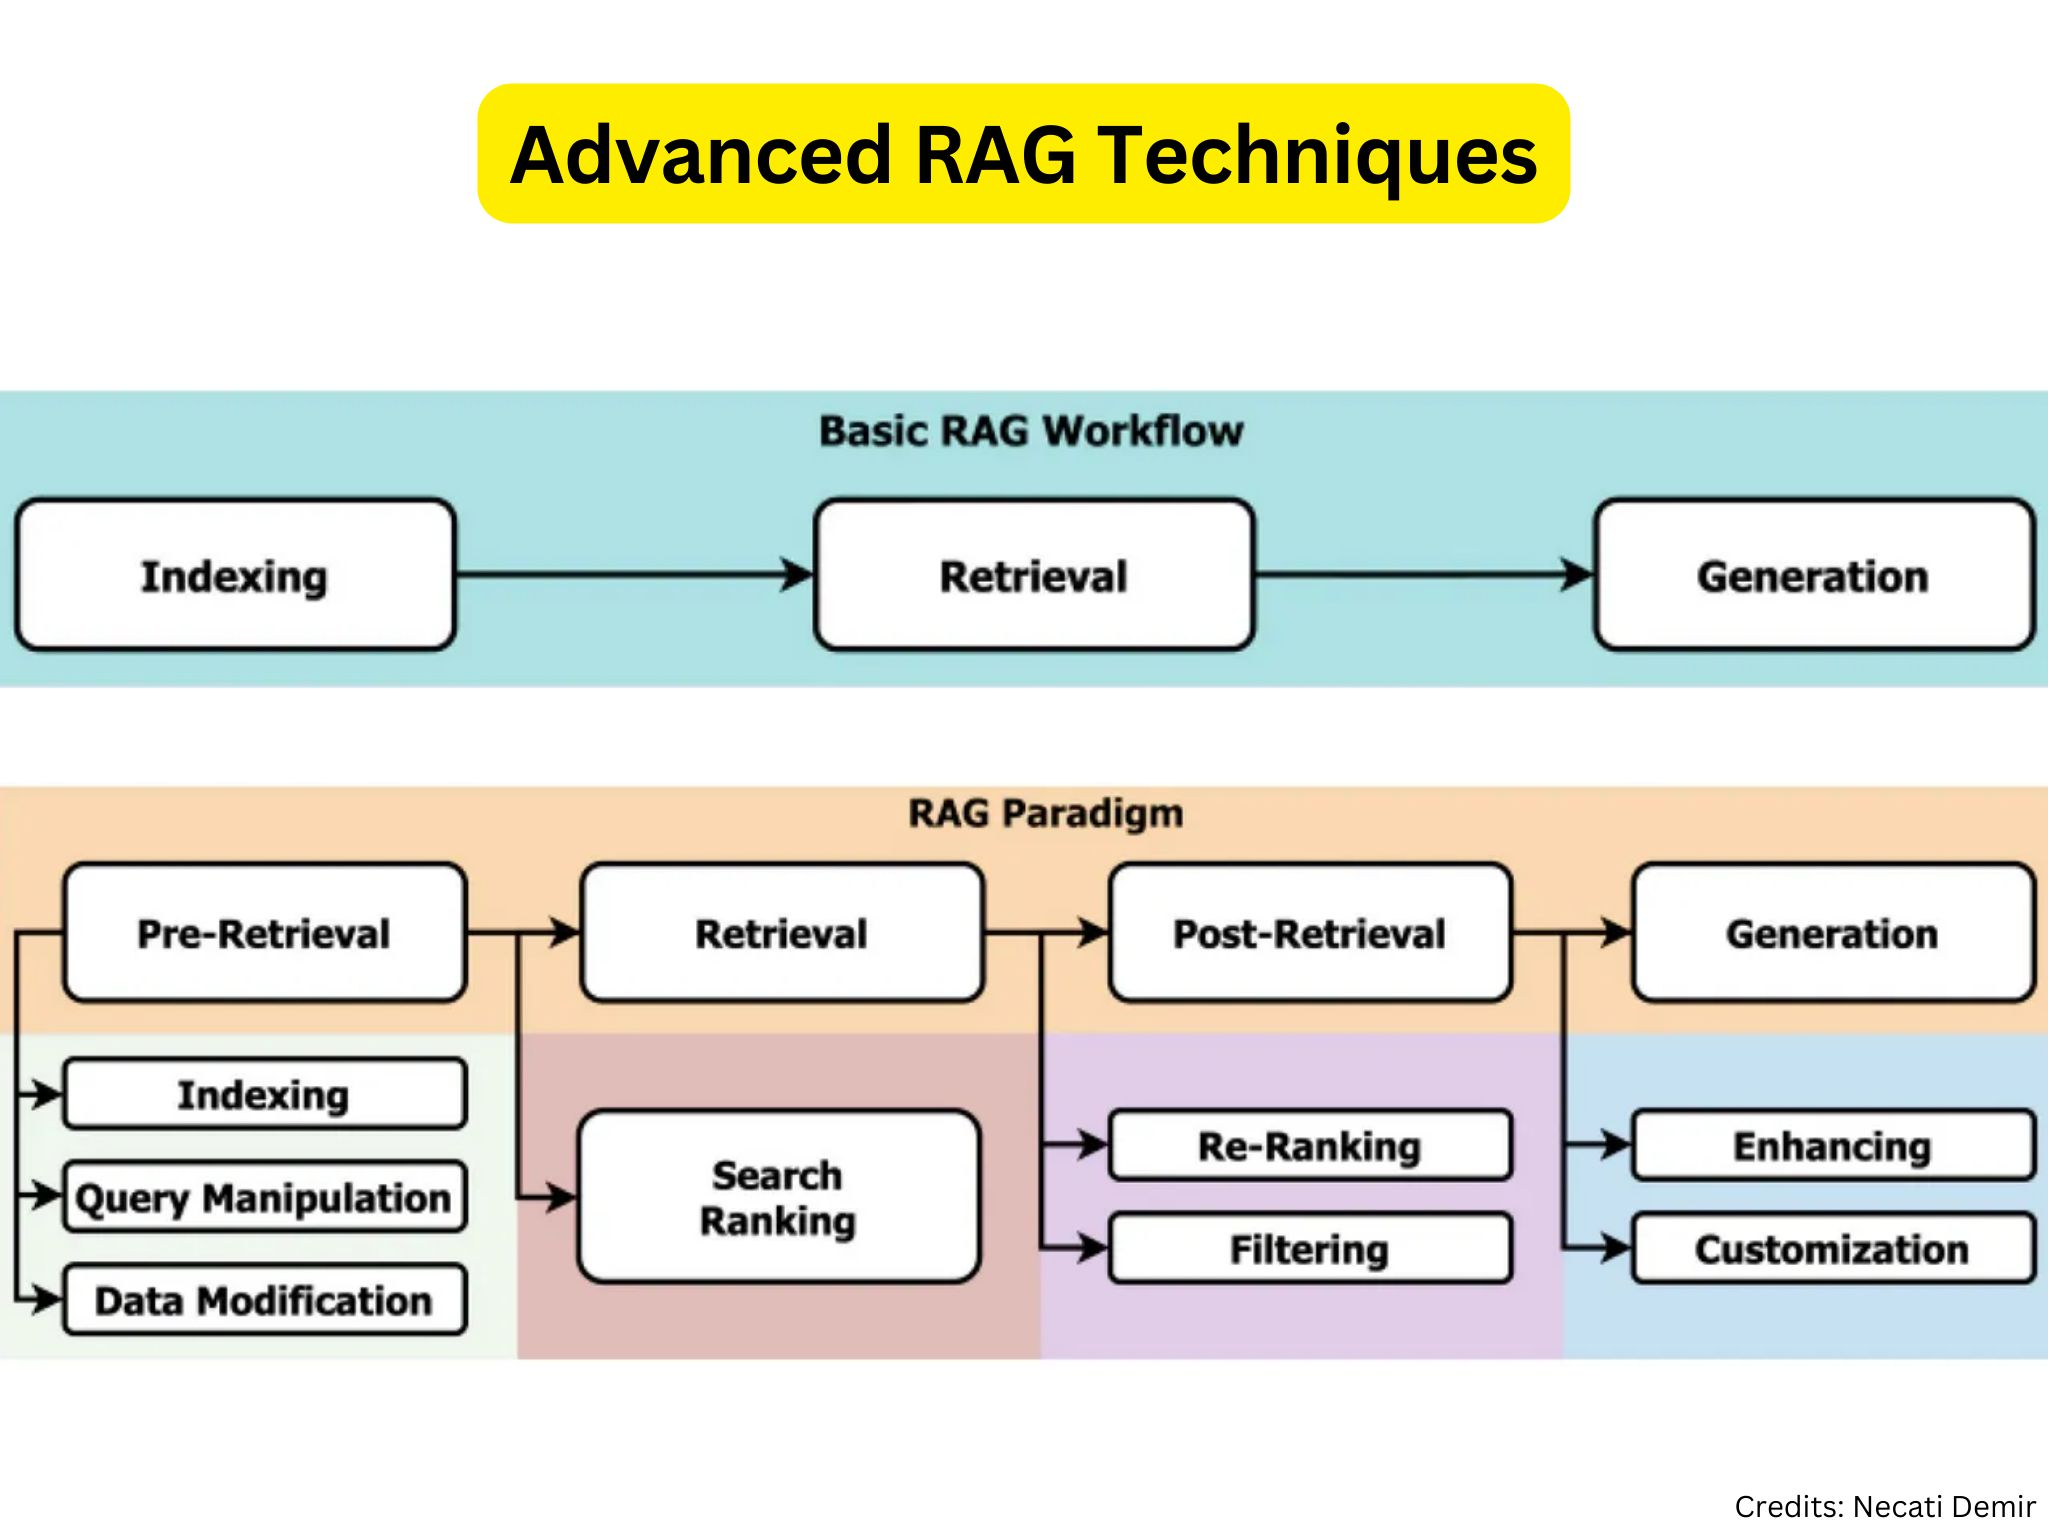 Advanced RAG Techniques
Basic RAG Workflow
Indexing
Retrieval
Generation
RAG Paradigm
Pre-Retrieval
Retrieval
Post-Retrieval
Generation
Indexing
Query Manipulation
Data Modification
Search
Ranking
Re-Ranking
Filtering
Enhancing
Customization
Credits: Necati Demir